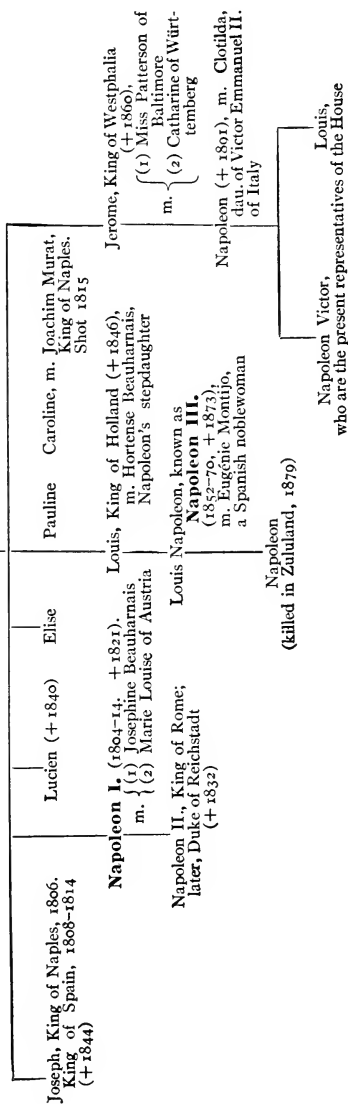 Joseph, King of Naples, 1806.
King of Spain, 1808–1814
(+ 1844)
Lucien (+ 1840)
Elise
Pauline
Caroline, m. Joachim Murat,
King of Naples.
Shot 1815
Napoleon I. (1804–14. + 1821).
m. { (1) Josephine Beauharnais
(2) Marie Louise of Austria
Louis, King of Holland (+ 1846),
m. Hortense Beauharnais,
Napoleon's stepdaughter
Jerome, King of Westphalia
(+ 1860),
m. { (1) Miss Patterson of
Baltimore
(2) Catharine of Würt-
temberg
Napoleon II., King of Rome;
later, Duke of Reichstadt
(+ 1832)
Louis Napoleon, known as
Napoleon III.
(1852–70, + 1873),
m. Eugénie Montijo,
a Spanish noblewoman
Napoleon (+ 1801), m. Clotilda,
dau. of Victor Emmanuel II.
of Italy
Napoleon
(killed in Zululand, 1879)
Napoleon Victor,
Louis,
who are the present representatives of the House